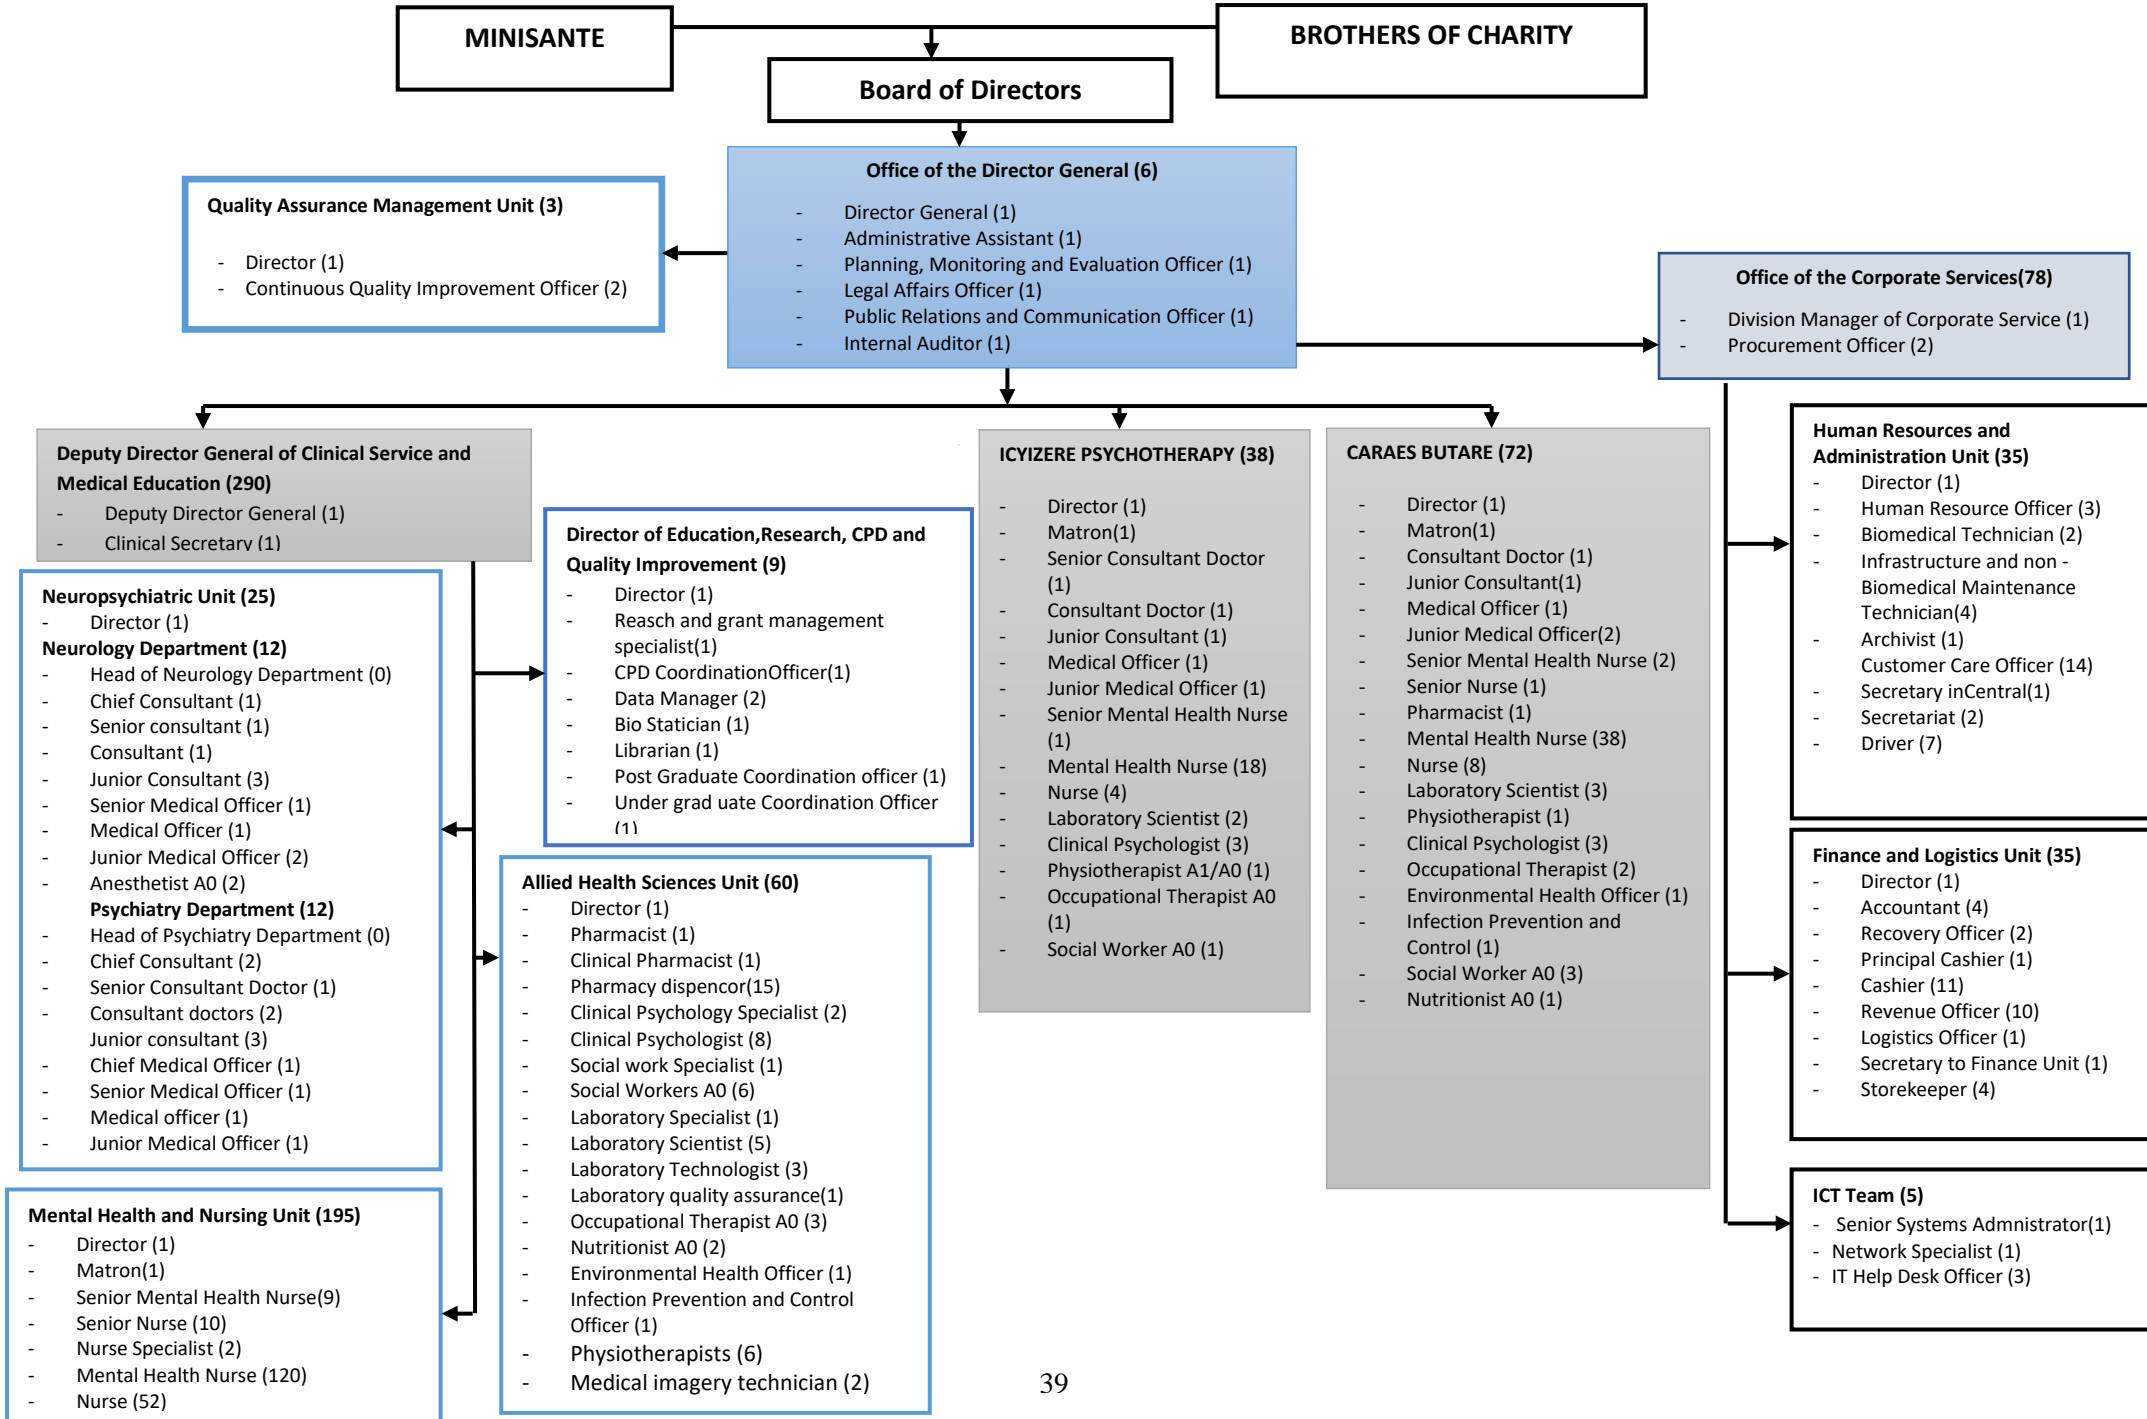 MINISANTE
BROTHERS OF CHARITY
Board of Directors
Office of the Director General (6)
- Director General (1)
- Administrative Assistant (1)
- Planning, Monitoring and Evaluation Officer (1)
- Legal Affairs Officer (1)
- Public Relations and Communication Officer (1)
- Internal Auditor (1)
Quality Assurance Management Unit (3)
- Director (1)
- Continuous Quality Improvement Officer (2)
Office of the Corporate Services(78)
- Division Manager of Corporate Service (1)
- Procurement Officer (2)
Deputy Director General of Clinical Service and
Medical Education (290)
- Deputy Director General (1)
- Clinical Secretary (1)
Neuropsychiatric Unit (25)
- Director (1)
Neurology Department (12)
- Head of Neurology Department (0)
- Chief Consultant (1)
- Senior consultant (1)
- Consultant (1)
- Junior Consultant (3)
- Senior Medical Officer (1)
- Medical Officer (1)
- Junior Medical Officer (2)
- Anesthetist A0 (2)
Psychiatry Department (12)
- Head of Psychiatry Department (0)
- Chief Consultant (2)
- Senior Consultant Doctor (1)
- Consultant doctors (2)
Junior consultant (3)
- Chief Medical Officer (1)
- Senior Medical Officer (1)
- Medical officer (1)
- Junior Medical Officer (1)
Mental Health and Nursing Unit (195)
- Director (1)
- Matron(1)
- Senior Mental Health Nurse(9)
- Senior Nurse (10)
- Nurse Specialist (2)
- Mental Health Nurse (120)
- Nurse (52)
Director of Education,Research, CPD and
Quality Improvement (9)
- Director (1)
- Reasch and grant management
specialist(1)
- CPD CoordinationOfficer(1)
- Data Manager (2)
- Bio Statician (1)
- Librarian (1)
- Post Graduate Coordination officer (1)
- Under grad uate Coordination Officer
(1)
Allied Health Sciences Unit (60)
- Director (1)
- Pharmacist (1)
- Clinical Pharmacist (1)
- Pharmacy dispencor(15)
- Clinical Psychology Specialist (2)
- Clinical Psychologist (8)
- Social work Specialist (1)
- Social Workers A0 (6)
- Laboratory Specialist (1)
- Laboratory Scientist (5)
- Laboratory Technologist (3)
- Laboratory quality assurance(1)
- Occupational Therapist A0 (3)
- Nutritionist A0 (2)
- Environmental Health Officer (1)
- Infection Prevention and Control
Officer (1)
- Physiotherapists (6)
- Medical imagery technician (2)
ICYIZERE PSYCHOTHERAPY (38)
- Director (1)
- Matron(1)
- Senior Consultant Doctor
(1)
- Consultant Doctor (1)
- Junior Consultant (1)
- Medical Officer (1)
- Junior Medical Officer (1)
- Senior Mental Health Nurse
(1)
- Mental Health Nurse (18)
- Nurse (4)
- Laboratory Scientist (2)
- Clinical Psychologist (3)
- Physiotherapist A1/A0 (1)
- Occupational Therapist A0
(1)
- Social Worker A0 (1)
CARAES BUTARE (72)
- Director (1)
- Matron(1)
- Consultant Doctor (1)
- Junior Consultant(1)
- Medical Officer (1)
- Junior Medical Officer(2)
- Senior Mental Health Nurse (2)
- Senior Nurse (1)
- Pharmacist (1)
- Mental Health Nurse (38)
- Nurse (8)
- Laboratory Scientist (3)
- Physiotherapist (1)
- Clinical Psychologist (3)
- Occupational Therapist (2)
- Environmental Health Officer (1)
- Infection Prevention and
Control (1)
- Social Worker A0 (3)
- Nutritionist A0 (1)
Human Resources and
Administration Unit (35)
- Director (1)
- Human Resource Officer (3)
- Biomedical Technician (2)
- Infrastructure and non -
Biomedical Maintenance
Technician(4)
- Archivist (1)
Customer Care Officer (14)
- Secretary inCentral(1)
- Secretariat (2)
- Driver (7)
Finance and Logistics Unit (35)
- Director (1)
- Accountant (4)
- Recovery Officer (2)
- Principal Cashier (1)
- Cashier (11)
- Revenue Officer (10)
- Logistics Officer (1)
- Secretary to Finance Unit (1)
- Storekeeper (4)
ICT Team (5)
- Senior Systems Admnistrator(1)
- Network Specialist (1)
- IT Help Desk Officer (3)
39